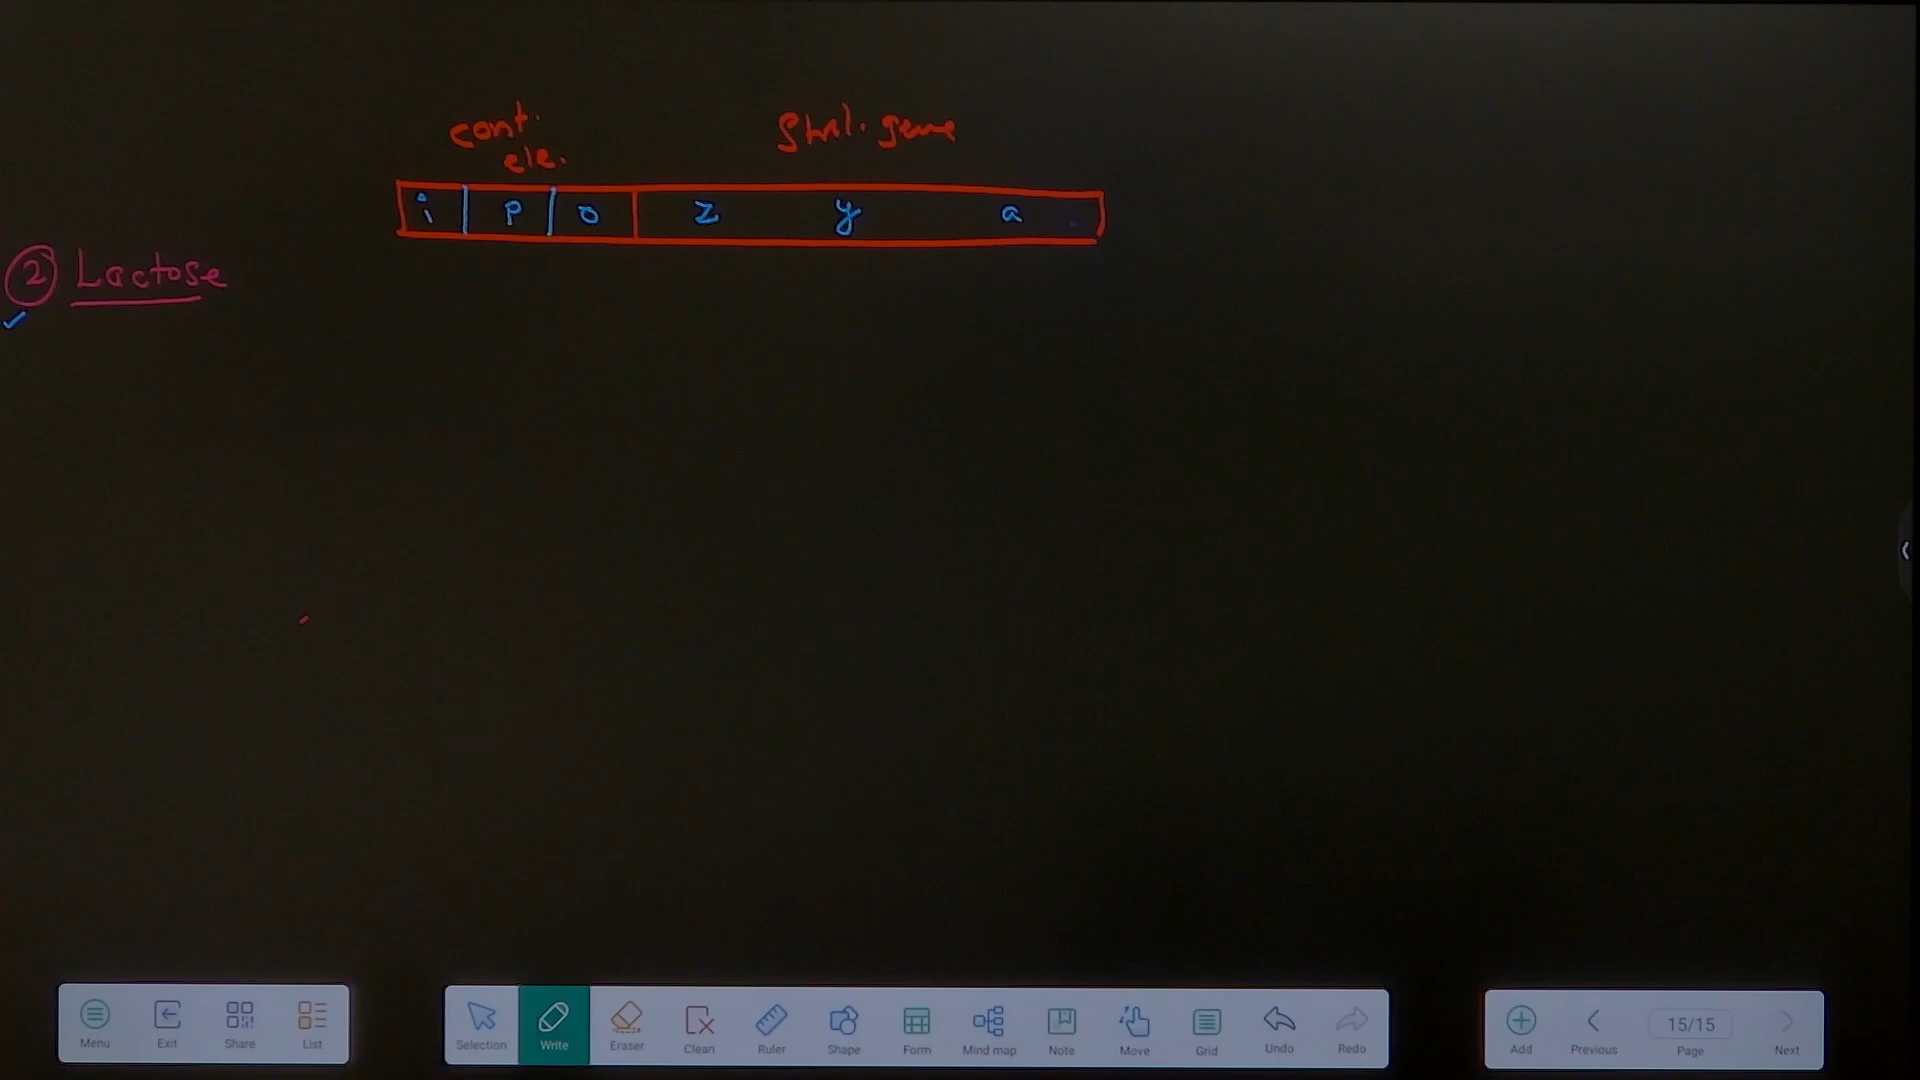 cont.
ele.
Strl. gene
i p o z y a
② Lactose
Menu Exit Share List
Selection Write Eraser Clean Ruler Shape Form Mind map Note Move Grid Undo Redo
Add Previous 15/15 Page Next